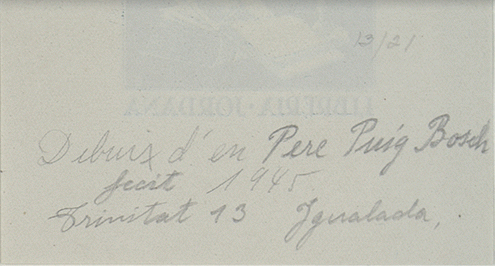 13/21
LLIBRERIA · JORDANA
Dibuix d'en Pere Puig Bosch
fecit 1945
Trinitat 13 Igualada,.